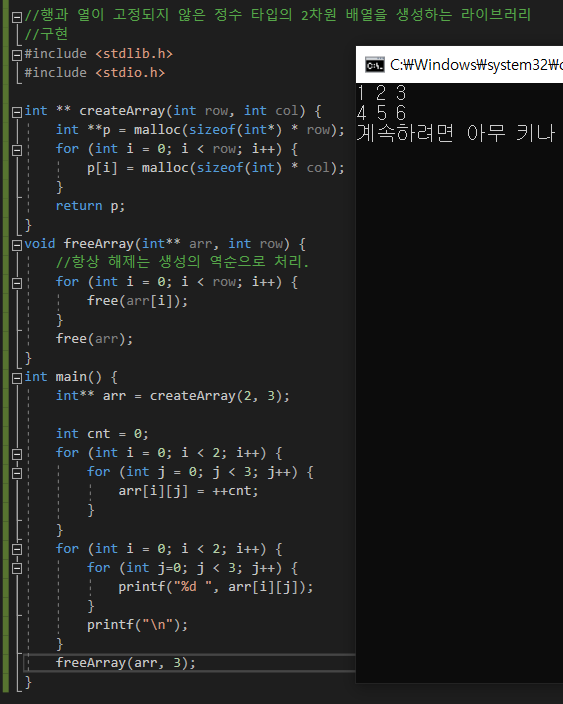 //행과 열이 고정되지 않은 정수 타입의 2차원 배열을 생성하는 라이브러리
//구현
#include <stdlib.h>
#include <stdio.h>
int ** createArray(int row, int col) {
int **p = malloc(sizeof(int*) * row);
for (int i = 0; i < row; i++) {
p[i] = malloc(sizeof(int) * col);
}
return p;
}
void freeArray(int** arr, int row) {
//항상 해제는 생성의 역순으로 처리.
for (int i = 0; i < row; i++) {
free(arr[i]);
}
free(arr);
}
int main() {
int** arr = createArray(2, 3);
int cnt = 0;
for (int i = 0; i < 2; i++) {
for (int j = 0; j < 3; j++) {
arr[i][j] = ++cnt;
}
}
for (int i = 0; i < 2; i++) {
for (int j=0; j < 3; j++) {
printf("%d ", arr[i][j]);
}
printf("\n");
}
freeArray(arr, 3);
}
C:₩Windows₩system32₩c
1 2 3
4 5 6
계속하려면 아무 키나